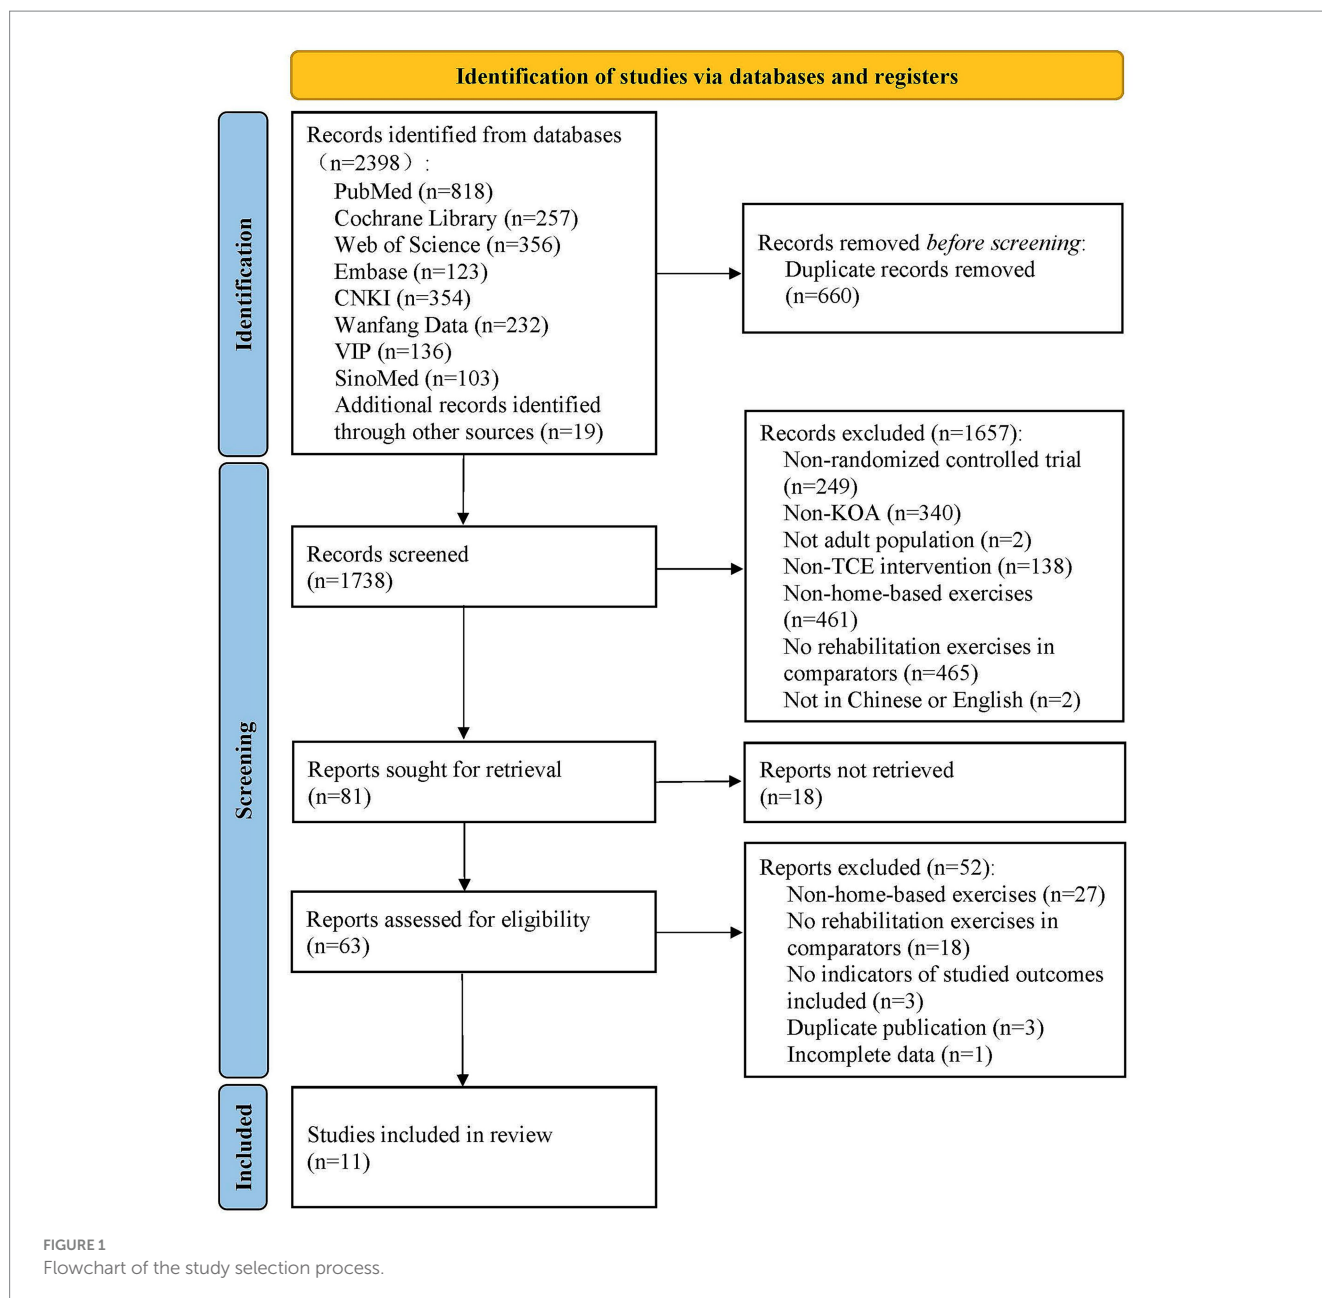 Identification of studies via databases and registers
Identification
Records identified from databases
（n=2398）:
PubMed (n=818)
Cochrane Library (n=257)
Web of Science (n=356)
Embase (n=123)
CNKI (n=354)
Wanfang Data (n=232)
VIP (n=136)
SinoMed (n=103)
Additional records identified
through other sources (n=19)
Records removed before screening:
Duplicate records removed
(n=660)
Screening
Records screened
(n=1738)
Records excluded (n=1657):
Non-randomized controlled trial
(n=249)
Non-KOA (n=340)
Not adult population (n=2)
Non-TCE intervention (n=138)
Non-home-based exercises
(n=461)
No rehabilitation exercises in
comparators (n=465)
Not in Chinese or English (n=2)
Reports sought for retrieval
(n=81)
Reports not retrieved
(n=18)
Reports assessed for eligibility
(n=63)
Reports excluded (n=52):
Non-home-based exercises (n=27)
No rehabilitation exercises in
comparators (n=18)
No indicators of studied outcomes
included (n=3)
Duplicate publication (n=3)
Incomplete data (n=1)
Included
Studies included in review
(n=11)
FIGURE 1
Flowchart of the study selection process.